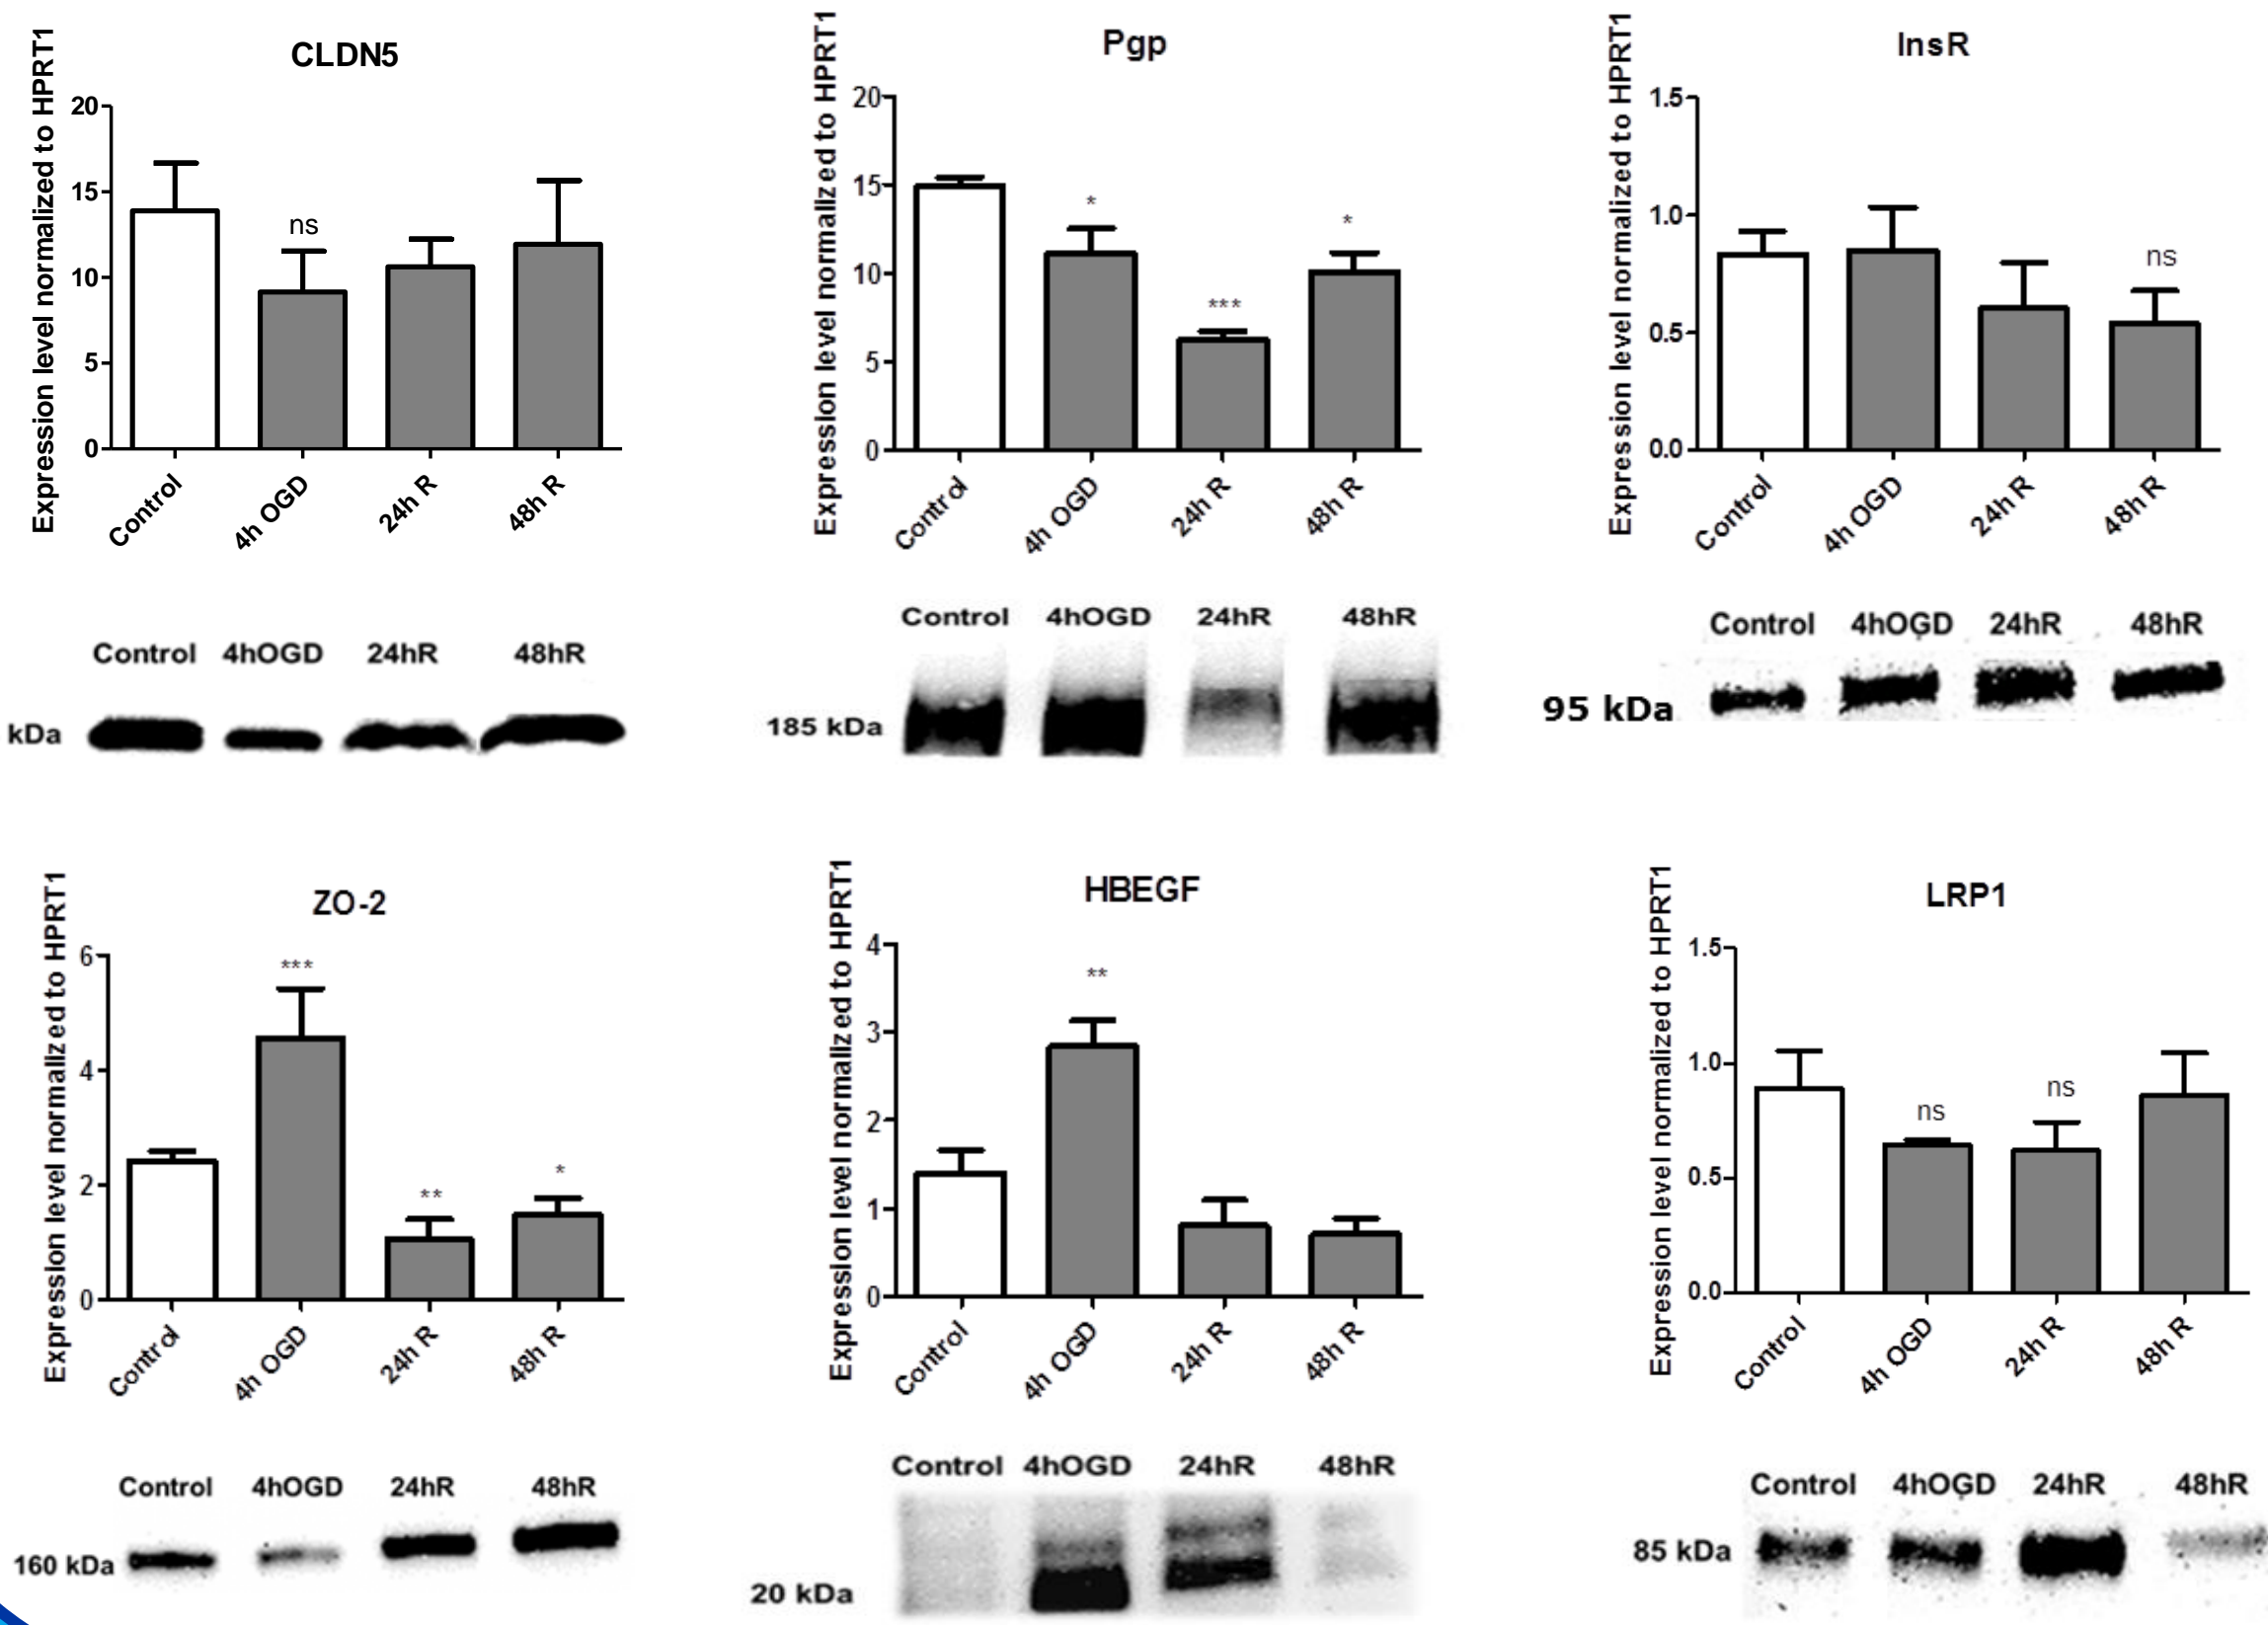 CLDN5
Expression level normalized to HPRT1
20
15
10
5
0
ns
Control
4h OGD
24h R
48h R
Control 4hOGD 24hR 48hR
kDa
Pgp
Expression level normalized to HPRT1
20
15
10
5
0
*
***
*
Control
4h OGD
24h R
48h R
Control 4hOGD 24hR 48hR
185 kDa
InsR
Expression level normalized to HPRT1
1.5
1.0
0.5
0.0
ns
Control
4h OGD
24h R
48h R
Control 4hOGD 24hR 48hR
95 kDa
ZO-2
Expression level normalized to HPRT1
6
4
2
0
***
**
*
Control
4h OGD
24h R
48h R
Control 4hOGD 24hR 48hR
160 kDa
HBEGF
Expression level normalized to HPRT1
4
3
2
1
0
**
Control
4h OGD
24h R
48h R
Control 4hOGD 24hR 48hR
20 kDa
LRP1
Expression level normalized to HPRT1
1.5
1.0
0.5
0.0
ns
ns
Control
4h OGD
24h R
48h R
Control 4hOGD 24hR 48hR
85 kDa